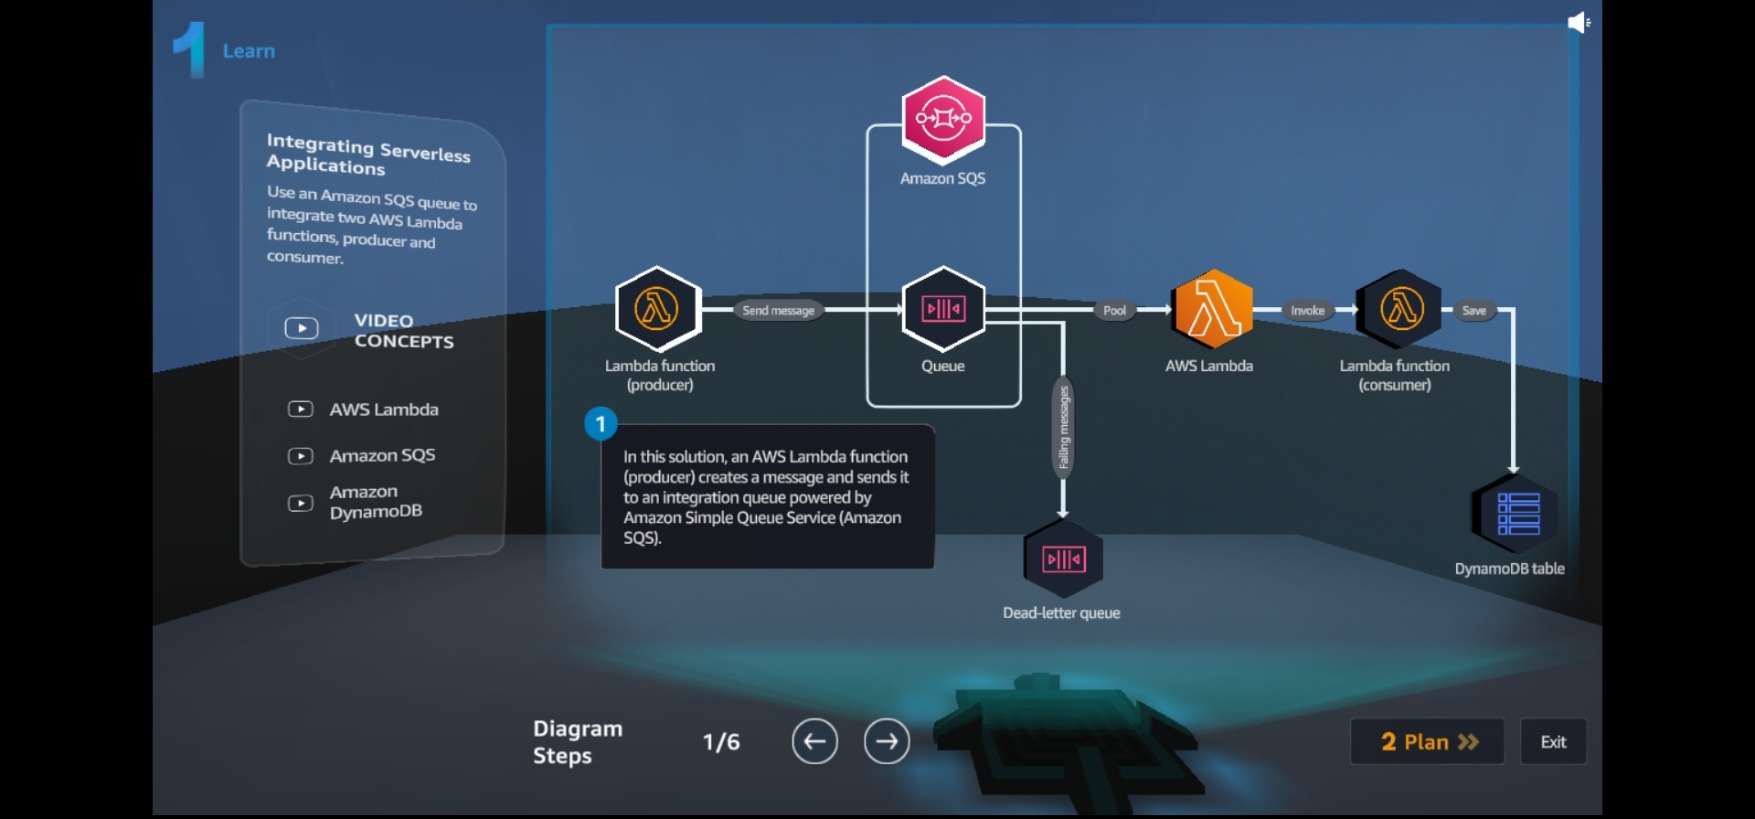 1 Learn
Integrating Serverless
Applications
Use an Amazon SQS queue to
integrate two AWS Lambda
functions, producer and
consumer.
VIDEO
CONCEPTS
AWS Lambda
Amazon SQS
Amazon
DynamoDB
Amazon SQS
Send message
Pool
Invoke
Save
Lambda function
(producer)
Queue
AWS Lambda
Lambda function
(consumer)
Failing messages
1
In this solution, an AWS Lambda function
(producer) creates a message and sends it
to an integration queue powered by
Amazon Simple Queue Service (Amazon
SQS).
DynamoDB table
Dead-letter queue
Diagram
Steps
1/6
2 Plan
Exit